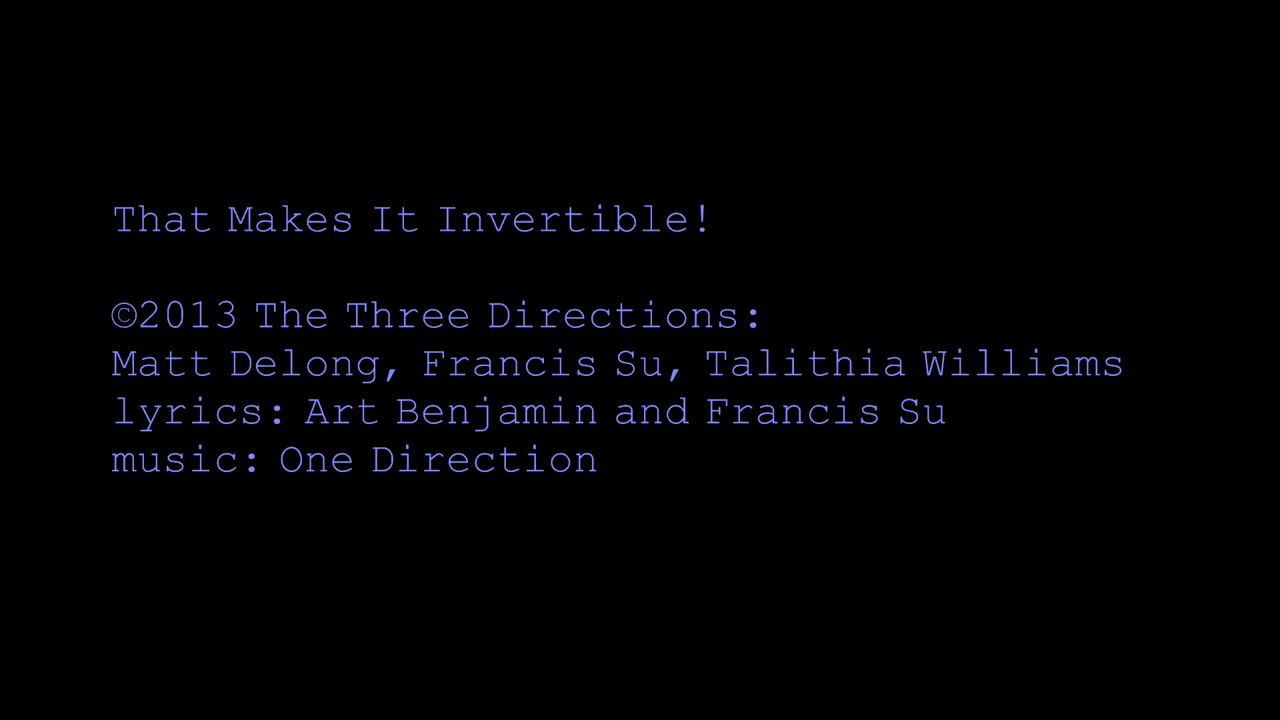 That Makes It Invertible!
©2013 The Three Directions:
Matt Delong, Francis Su, Talithia Williams
lyrics: Art Benjamin and Francis Su
music: One Direction